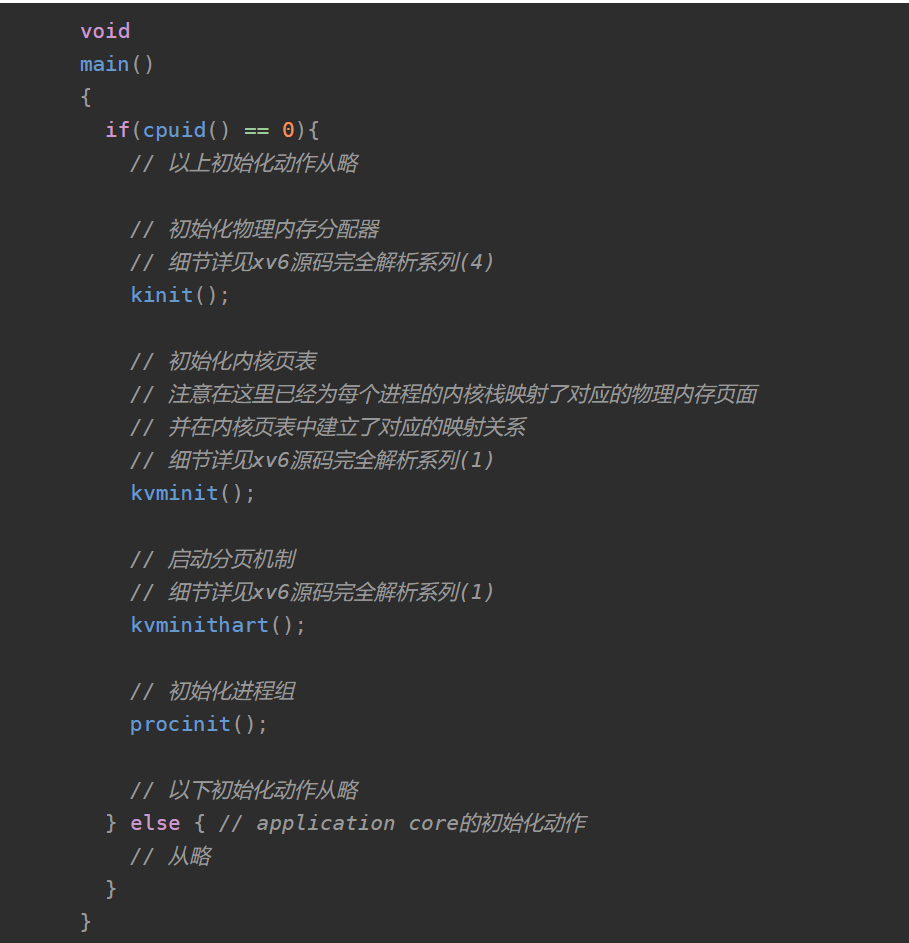 void
main()
{
if(cpuid() == 0){
// 以上初始化动作从略
// 初始化物理内存分配器
// 细节详见xv6源码完全解析系列(4)
kinit();
// 初始化内核页表
// 注意在这里已经为每个进程的内核栈映射了对应的物理内存页面
// 并在内核页表中建立了对应的映射关系
// 细节详见xv6源码完全解析系列(1)
kvminit();
// 启动分页机制
// 细节详见xv6源码完全解析系列(1)
kvminithart();
// 初始化进程组
procinit();
// 以下初始化动作从略
} else { // application core的初始化动作
// 从略
}
}